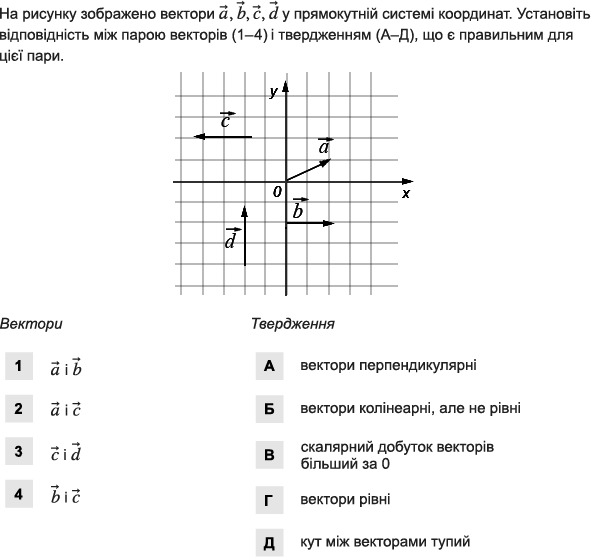 На рисунку зображено вектори a⃗, b⃗, c⃗, d⃗ у прямокутній системі координат. Установіть
відповідність між парою векторів (1–4) і твердженням (А–Д), що є правильним для
цієї пари.
y
c⃗
a⃗
0
x
b⃗
d⃗
Вектори
Твердження
1 a⃗ і b⃗
А вектори перпендикулярні
2 a⃗ і c⃗
Б вектори колінеарні, але не рівні
3 c⃗ і d⃗
В скалярний добуток векторів
більший за 0
4 b⃗ і c⃗
Г вектори рівні
Д кут між векторами тупий